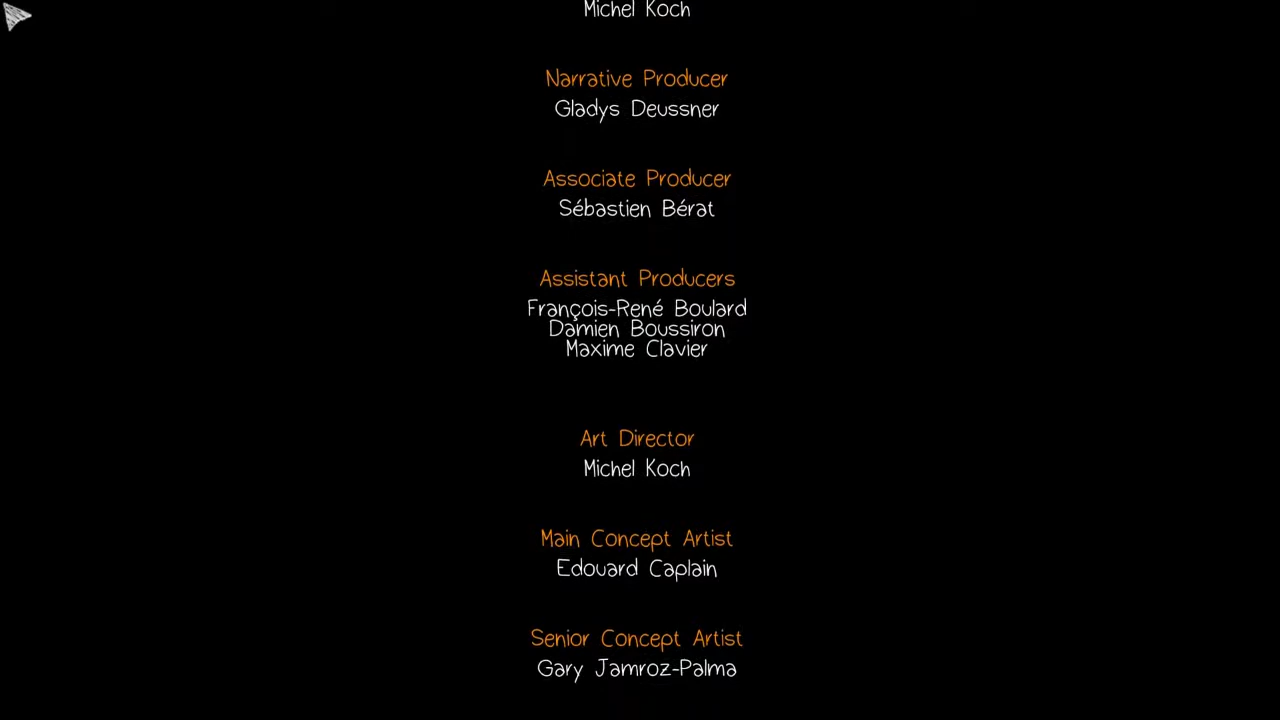 Michel Koch
Narrative Producer
Gladys Deussner
Associate Producer
Sébastien Bérat
Assistant Producers
François-René Boulard
Damien Boussiron
Maxime Clavier
Art Director
Michel Koch
Main Concept Artist
Edouard Caplain
Senior Concept Artist
Gary Jamroz-Palma